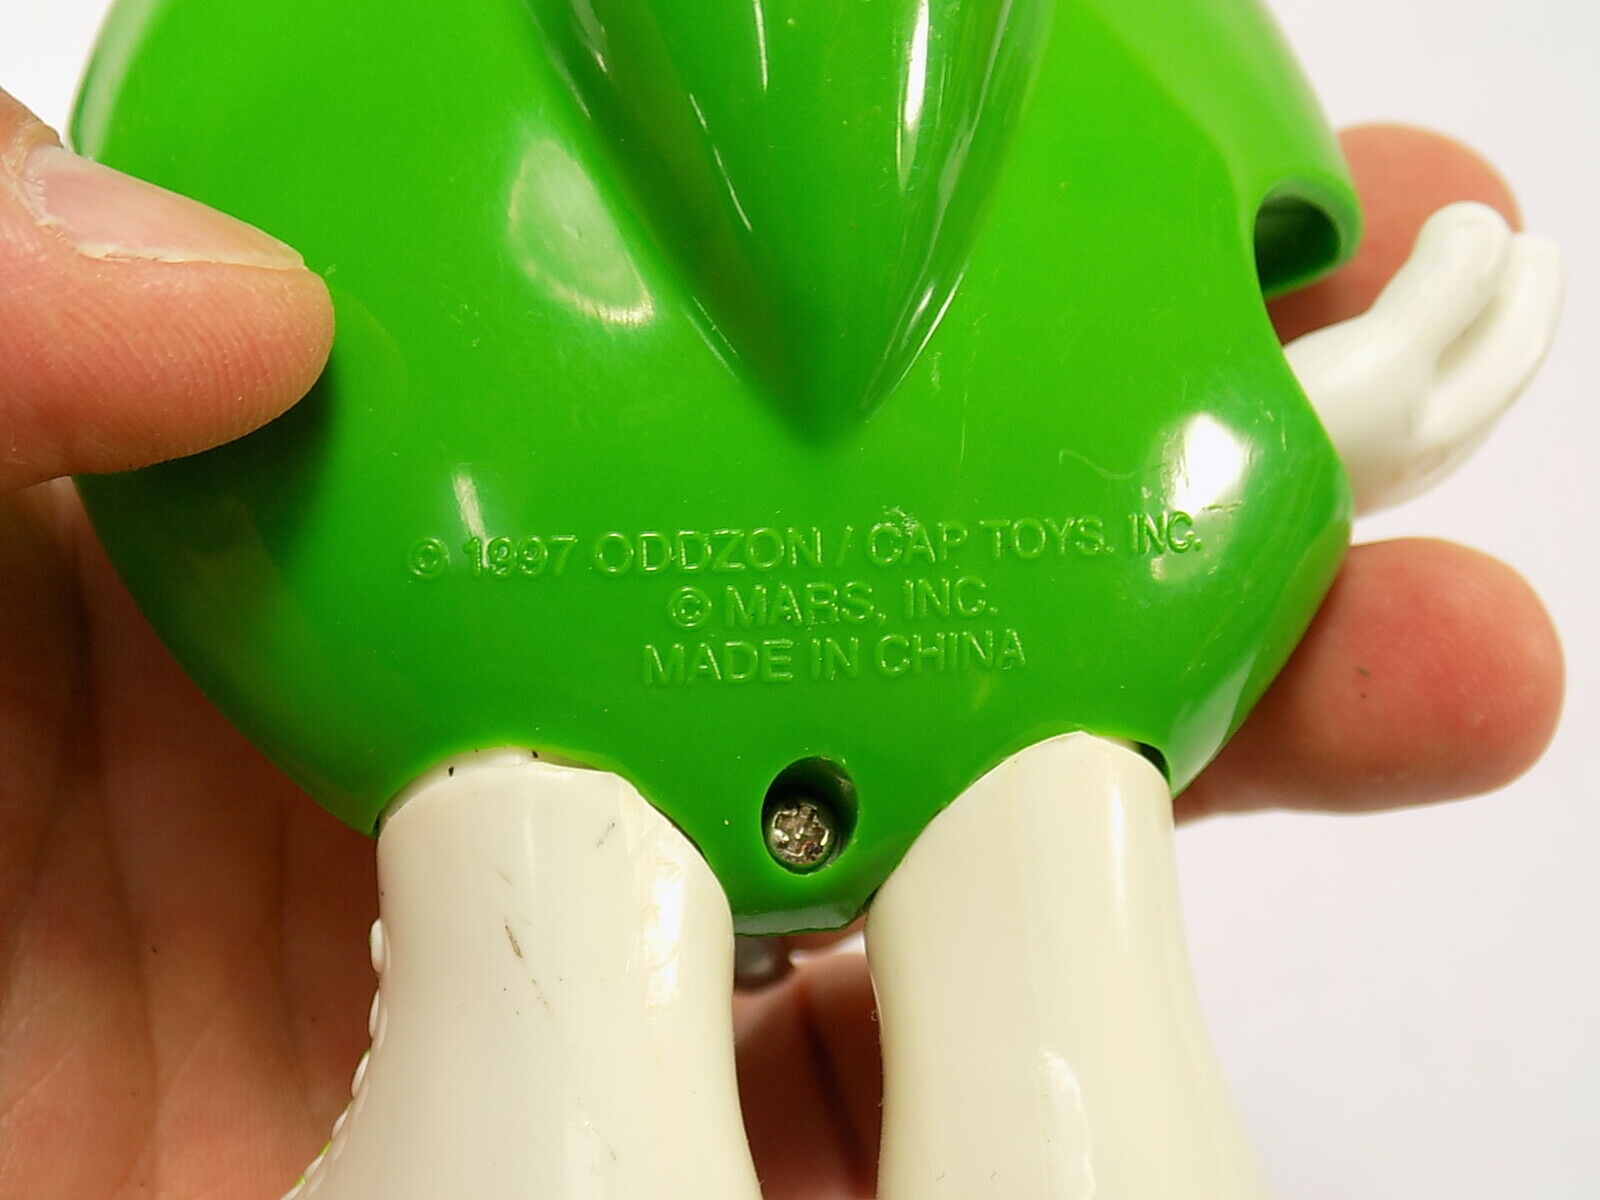 © 1997 ODDZON / CAP TOYS. INC.
© MARS, INC.
MADE IN CHINA